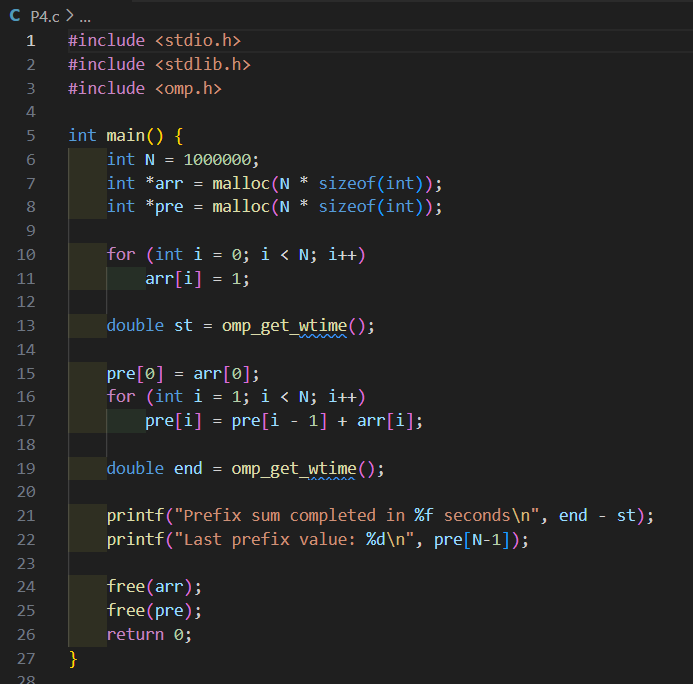 C P4.c > ...
1 #include <stdio.h>
2 #include <stdlib.h>
3 #include <omp.h>
4
5 int main() {
6     int N = 1000000;
7     int *arr = malloc(N * sizeof(int));
8     int *pre = malloc(N * sizeof(int));
9
10     for (int i = 0; i < N; i++)
11         arr[i] = 1;
12
13     double st = omp_get_wtime();
14
15     pre[0] = arr[0];
16     for (int i = 1; i < N; i++)
17         pre[i] = pre[i - 1] + arr[i];
18
19     double end = omp_get_wtime();
20
21     printf("Prefix sum completed in %f seconds\n", end - st);
22     printf("Last prefix value: %d\n", pre[N-1]);
23
24     free(arr);
25     free(pre);
26     return 0;
27 }
28